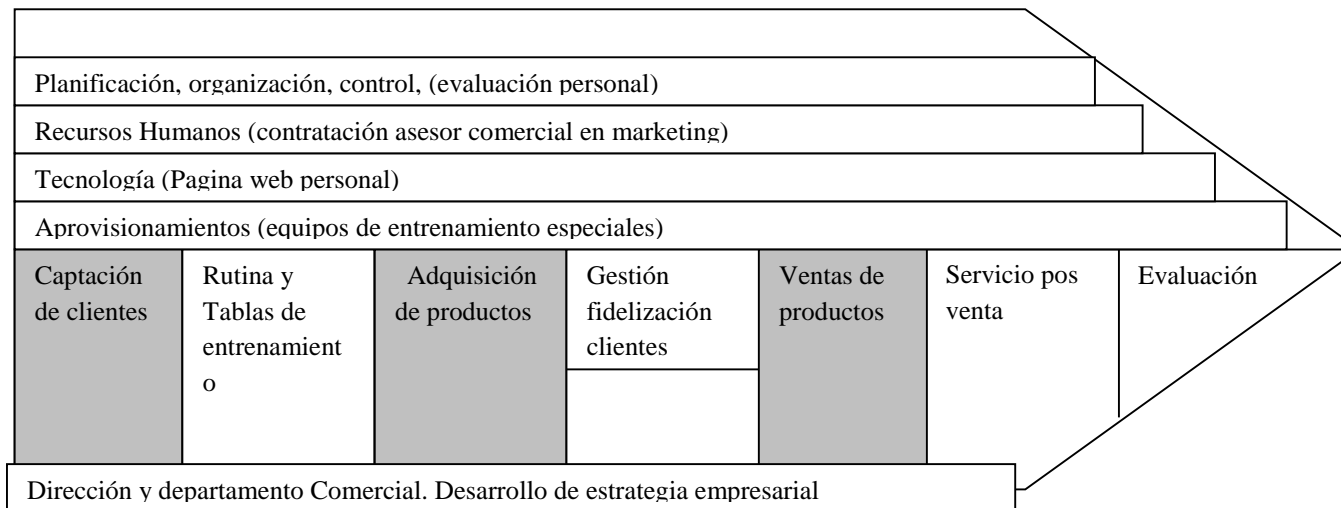 Planificación, organización, control, (evaluación personal)
Recursos Humanos (contratación asesor comercial en marketing)
Tecnología (Pagina web personal)
Aprovisionamientos (equipos de entrenamiento especiales)
Captación
de clientes
Rutina y
Tablas de
entrenamient
o
Adquisición
de productos
Gestión
fidelización
clientes
Ventas de
productos
Servicio pos
venta
Evaluación
Dirección y departamento Comercial. Desarrollo de estrategia empresarial